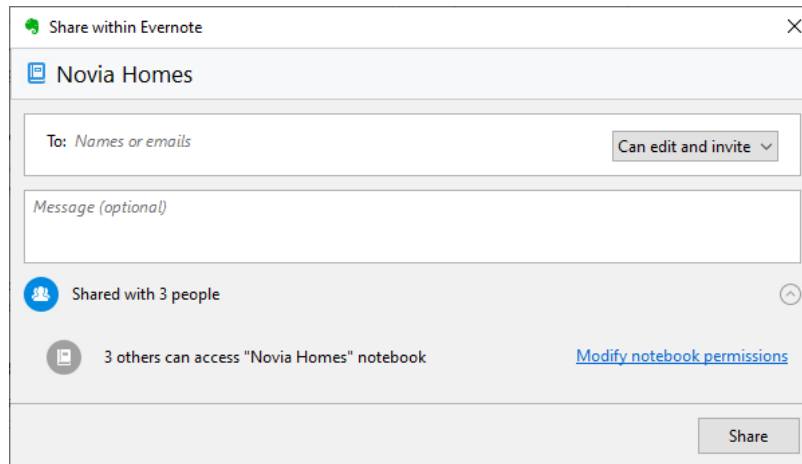 Share within Evernote
Novia Homes
To: Names or emails
Can edit and invite
Message (optional)
Shared with 3 people
3 others can access "Novia Homes" notebook
Modify notebook permissions
Share